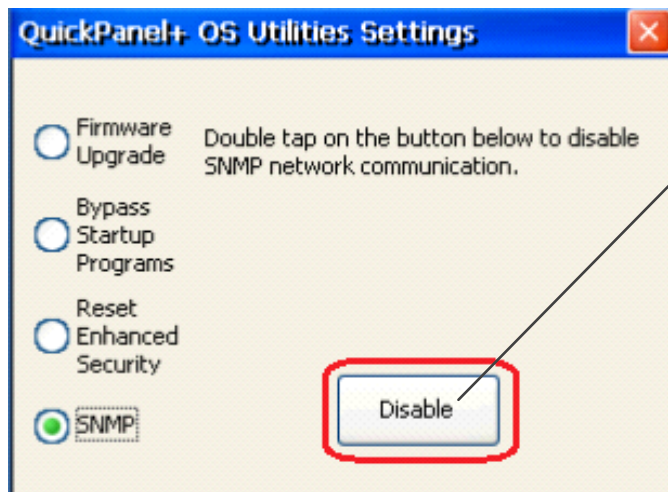 QuickPanel+ OS Utilities Settings
Firmware
Upgrade
Double tap on the button below to disable
SNMP network communication.
Bypass
Startup
Programs
Reset
Enhanced
Security
SNMP
Disable